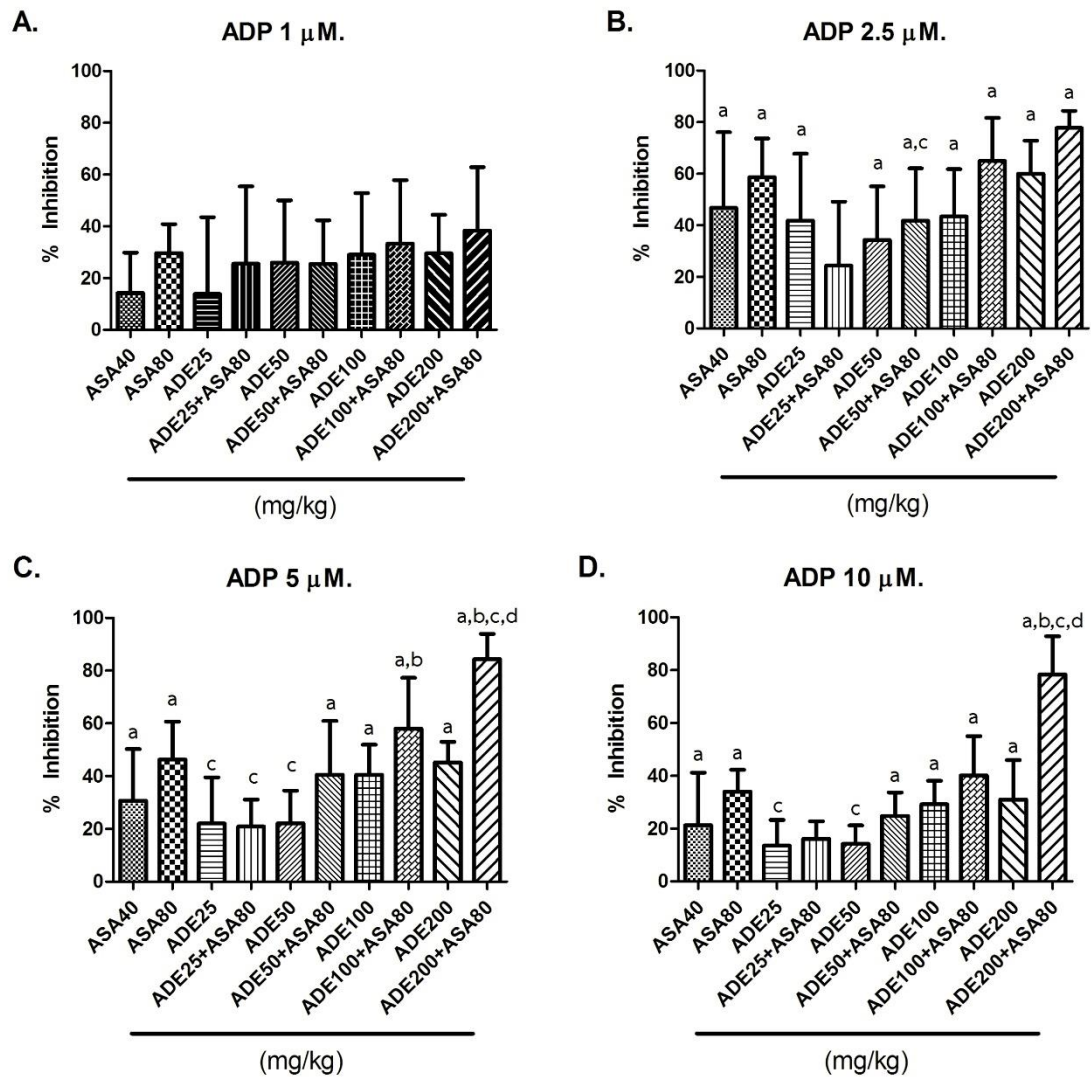 A.
ADP 1 μM.
% Inhibition
100
80
60
40
20
0
ASA40
ASA80
ADE25
ADE25+ASA80
ADE50
ADE50+ASA80
ADE100
ADE100+ASA80
ADE200
ADE200+ASA80
(mg/kg)
B.
ADP 2.5 μM.
% Inhibition
100
80
60
40
20
0
a
a
a
a
a,c
a
a
a
a
ASA40
ASA80
ADE25
ADE25+ASA80
ADE50
ADE50+ASA80
ADE100
ADE100+ASA80
ADE200
ADE200+ASA80
(mg/kg)
C.
ADP 5 μM.
% Inhibition
100
80
60
40
20
0
a
a
c
c
c
a
a
a,b
a
a,b,c,d
ASA40
ASA80
ADE25
ADE25+ASA80
ADE50
ADE50+ASA80
ADE100
ADE100+ASA80
ADE200
ADE200+ASA80
(mg/kg)
D.
ADP 10 μM.
% Inhibition
100
80
60
40
20
0
a
a
c
c
a
a
a
a
a,b,c,d
ASA40
ASA80
ADE25
ADE25+ASA80
ADE50
ADE50+ASA80
ADE100
ADE100+ASA80
ADE200
ADE200+ASA80
(mg/kg)